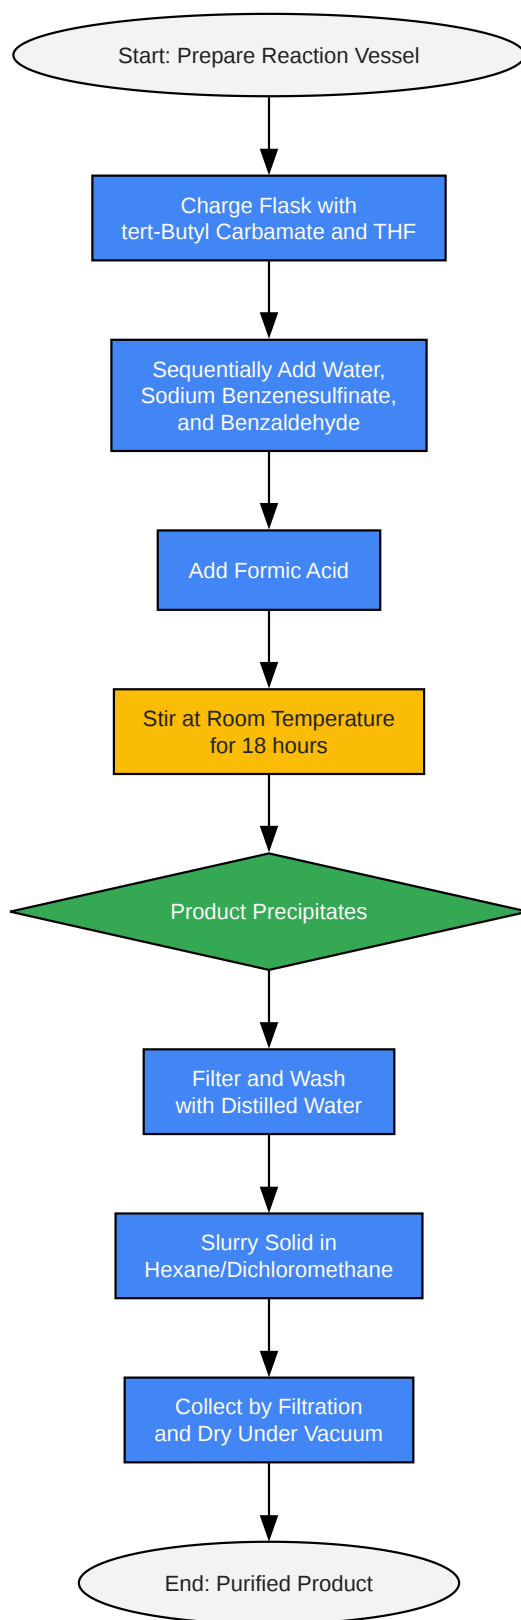 Start: Prepare Reaction Vessel
Charge Flask with
tert-Butyl Carbamate and THF
Sequentially Add Water,
Sodium Benzenesulfinate,
and Benzaldehyde
Add Formic Acid
Stir at Room Temperature
for 18 hours
Product Precipitates
Filter and Wash
with Distilled Water
Slurry Solid in
Hexane/Dichloromethane
Collect by Filtration
and Dry Under Vacuum
End: Purified Product